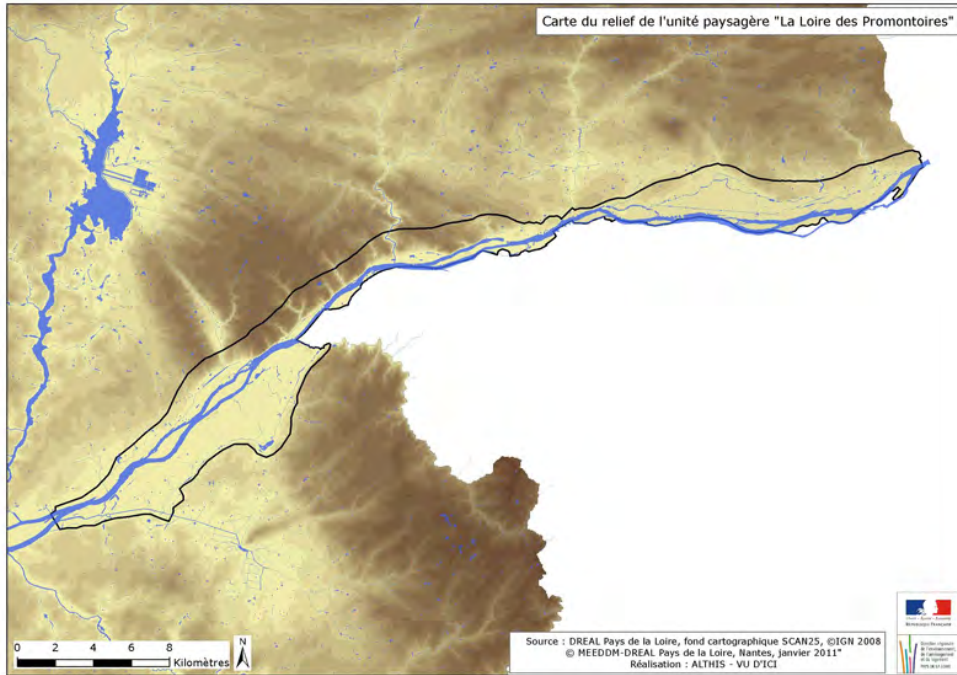 Carte du relief de l'unité paysagère "La Loire des Promontoires"
0 2 4 6 8
Kilomètres
N
Source : DREAL Pays de la Loire, fond cartographique SCAN25, ©IGN 2008
© MEEDDM-DREAL Pays de la Loire, Nantes, janvier 2011"
Réalisation : ALTHIS - VU D'ICI
RÉPUBLIQUE FRANÇAISE